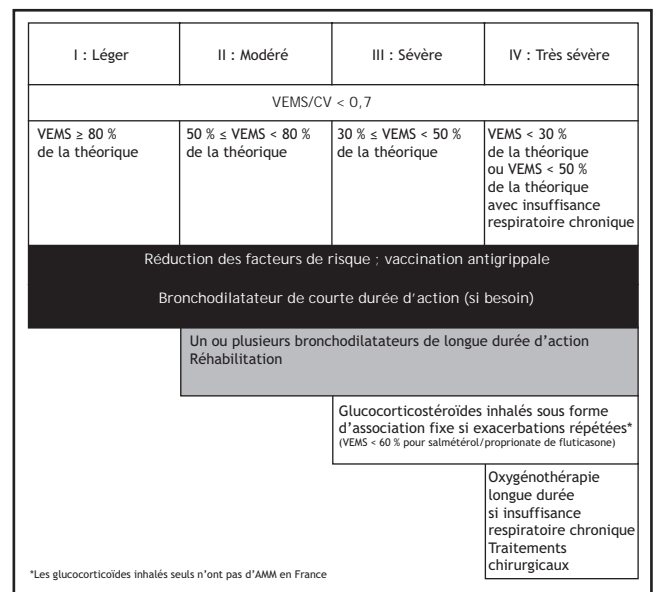 I : Léger
II : Modéré
III : Sévère
IV : Très sévère
VEMS/CV < 0,7
VEMS ≥ 80 %
de la théorique
50 % ≤ VEMS < 80 %
de la théorique
30 % ≤ VEMS < 50 %
de la théorique
VEMS < 30 %
de la théorique
ou VEMS < 50 %
de la théorique
avec insuffisance
respiratoire chronique
Réduction des facteurs de risque ; vaccination antigrippale
Bronchodilatateur de courte durée d'action (si besoin)
Un ou plusieurs bronchodilatateurs de longue durée d'action
Réhabilitation
Glucocorticostéroïdes inhalés sous forme
d'association fixe si exacerbations répétées*
(VEMS < 60 % pour salmétérol/proprionate de fluticasone)
Oxygénothérapie
longue durée
si insuffisance
respiratoire chronique
Traitements
chirurgicaux
*Les glucocorticoïdes inhalés seuls n'ont pas d'AMM en France